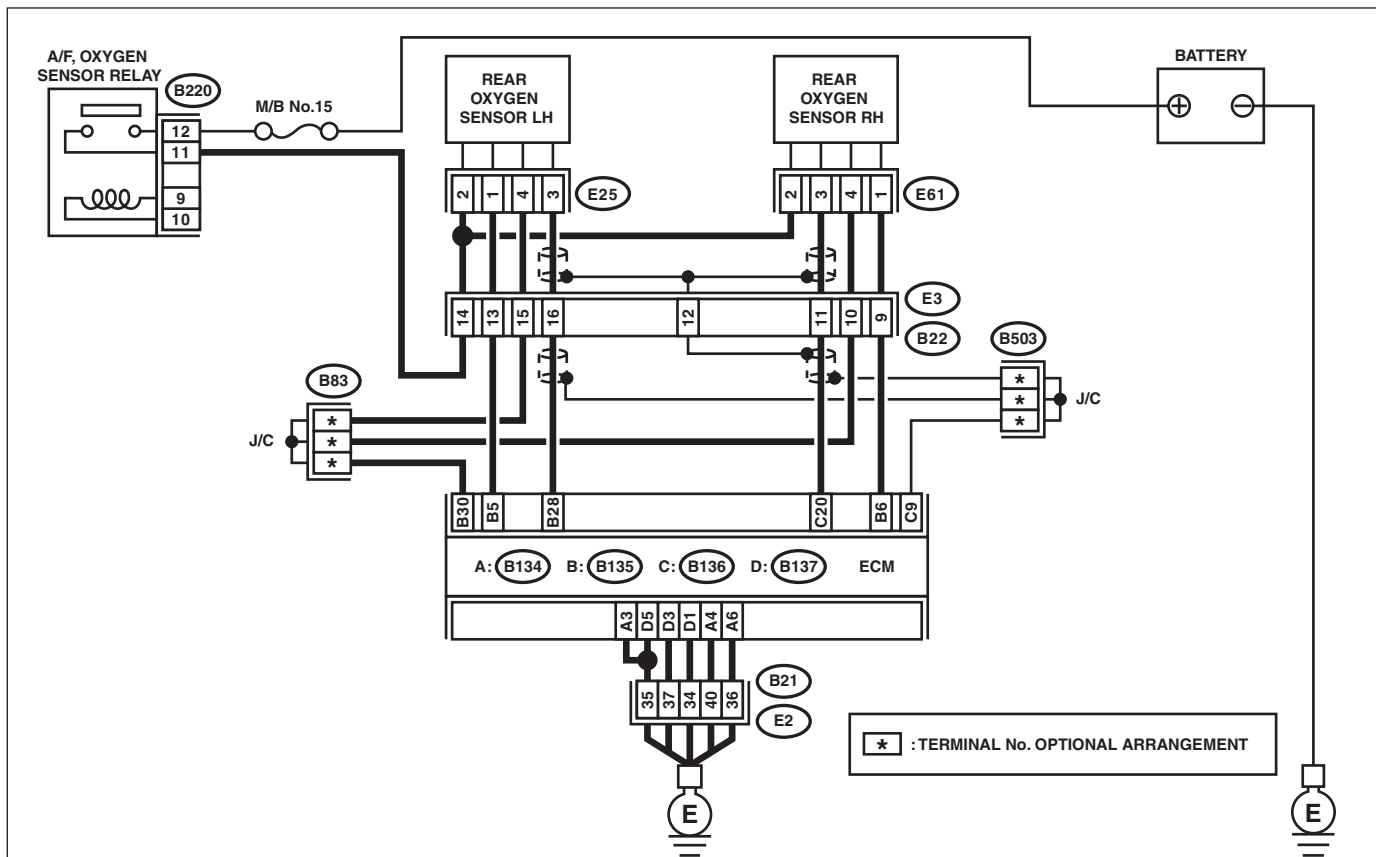 A/F, OXYGEN
SENSOR RELAY
B220
12
11
9
10
M/B No.15
REAR
OXYGEN
SENSOR LH
REAR
OXYGEN
SENSOR RH
BATTERY
2 1 4 3
E25
2 3 4 1
E61
14 13 15 16 12 11 10 9
E3
B22
B83
J/C
*
*
*
B503
*
*
*
J/C
B30 B5 B28 C20 B6 C9
A: B134 B: B135 C: B136 D: B137 ECM
A3 D5 D3 D1 A4 A6
35 37 34 40 36
B21
E2
E
* : TERMINAL No. OPTIONAL ARRANGEMENT
E